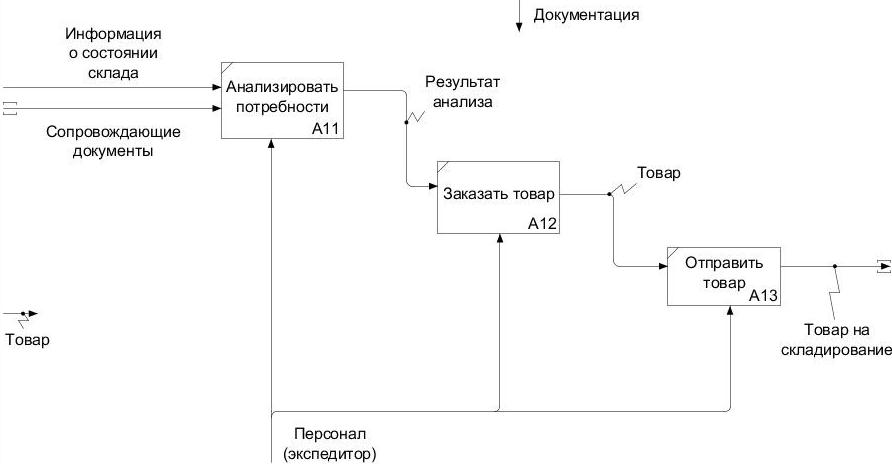 Документация
Информация
о состоянии
склада
Анализировать
потребности
A11
Результат
анализа
Сопровождающие
документы
Заказать товар
A12
Товар
Отправить
товар
A13
Товар
Товар на
складирование
Персонал
(экспедитор)